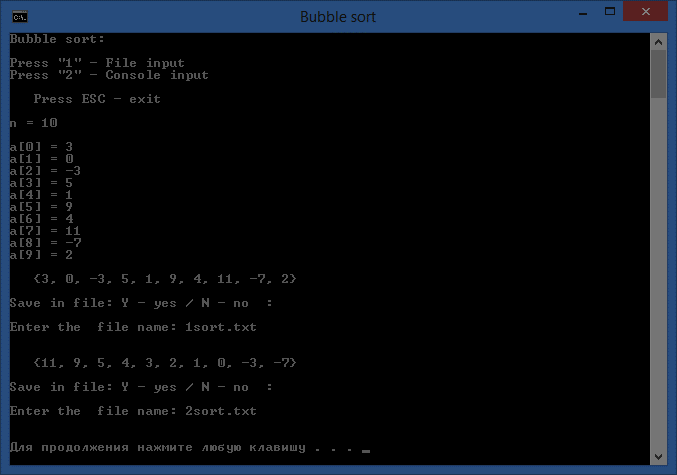 Bubble sort
Bubble sort:
Press "1" - File input
Press "2" - Console input
Press ESC - exit
n = 10
a[0] = 3
a[1] = 0
a[2] = -3
a[3] = 5
a[4] = 1
a[5] = 9
a[6] = 4
a[7] = 11
a[8] = -7
a[9] = 2
{3, 0, -3, 5, 1, 9, 4, 11, -7, 2}
Save in file: Y - yes / N - no  :
Enter the  file name: 1sort.txt
{11, 9, 5, 4, 3, 2, 1, 0, -3, -7}
Save in file: Y - yes / N - no  :
Enter the  file name: 2sort.txt
Для продолжения нажмите любую клавишу . . .